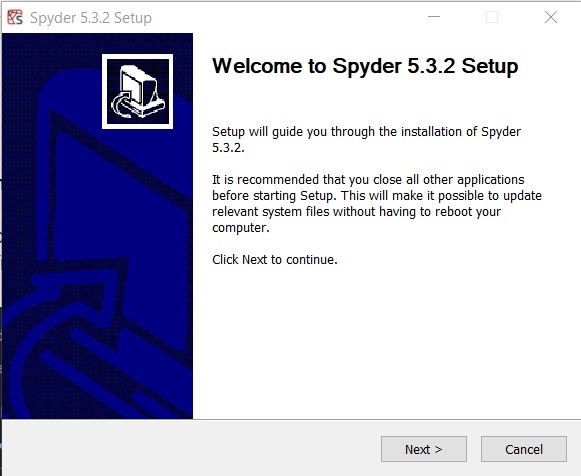 Spyder 5.3.2 Setup
Welcome to Spyder 5.3.2 Setup
Setup will guide you through the installation of Spyder
5.3.2.
It is recommended that you close all other applications
before starting Setup. This will make it possible to update
relevant system files without having to reboot your
computer.
Click Next to continue.
Next >
Cancel